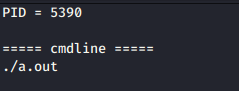 PID = 5390
===== cmdline =====
./a.out